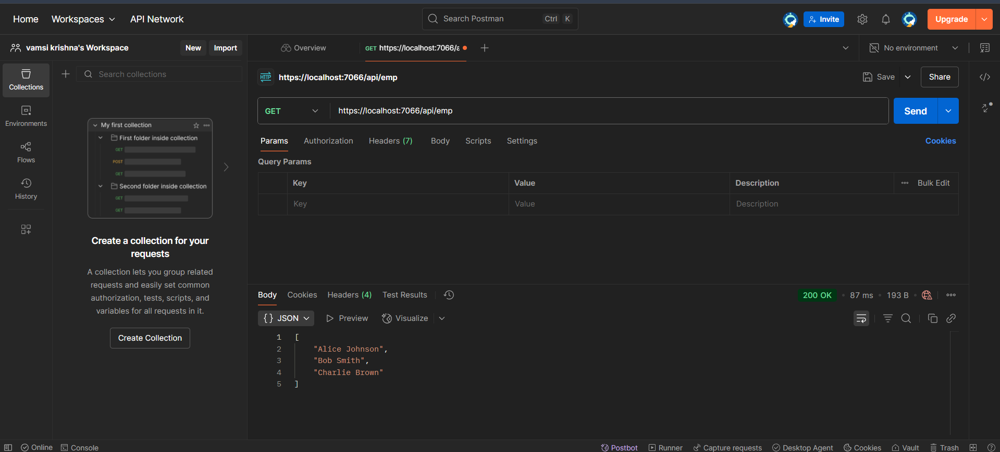 Home Workspaces API Network Search Postman Ctrl K Invite Upgrade
vamsi krishna's Workspace New Import Overview GET https://localhost:7066/a No environment
Collections
Search collections
HTTP https://localhost:7066/api/emp Save Share
Environments
GET https://localhost:7066/api/emp Send
Flows
History
My first collection
First folder inside collection
GET
POST
GET
Second folder inside collection
GET
GET
Create a collection for your
requests
A collection lets you group related
requests and easily set common
authorization, tests, scripts, and
variables for all requests in it.
Create Collection
Params Authorization Headers (7) Body Scripts Settings Cookies
Query Params
Key Value Description Bulk Edit
Key Value Description
Body Cookies Headers (4) Test Results 200 OK 87 ms 193 B
{} JSON Preview Visualize
1 [
2 "Alice Johnson",
3 "Bob Smith",
4 "Charlie Brown"
5 ]
Online Console Postbot Runner Capture requests Desktop Agent Cookies Vault Trash